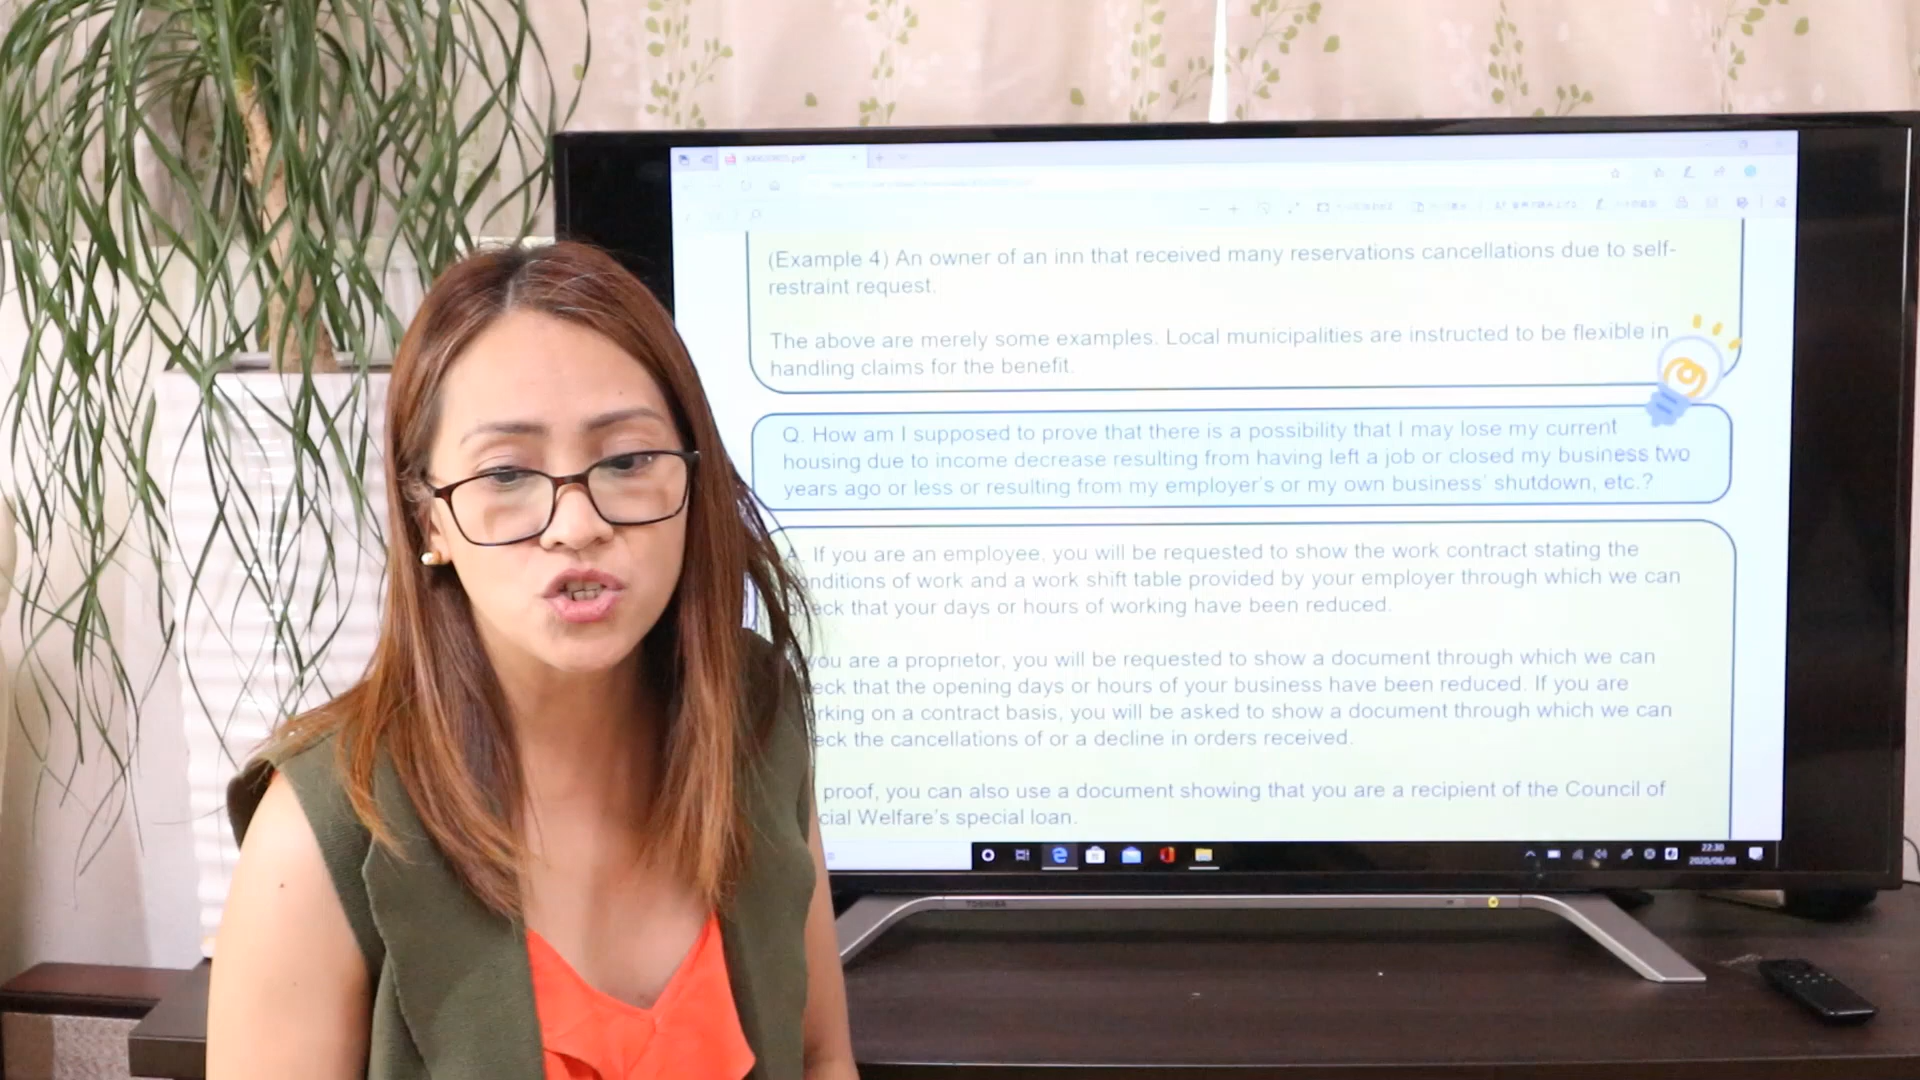 (Example 4) An owner of an inn that received many reservations cancellations due to self-
restraint request.
The above are merely some examples. Local municipalities are instructed to be flexible in
handling claims for the benefit.
Q. How am I supposed to prove that there is a possibility that I may lose my current
housing due to income decrease resulting from having left a job or closed my business two
years ago or less or resulting from my employer's or my own business' shutdown, etc.?
A. If you are an employee, you will be requested to show the work contract stating the
onditions of work and a work shift table provided by your employer through which we can
eck that your days or hours of working have been reduced.
you are a proprietor, you will be requested to show a document through which we can
eck that the opening days or hours of your business have been reduced. If you are
rking on a contract basis, you will be asked to show a document through which we can
eck the cancellations of or a decline in orders received.
proof, you can also use a document showing that you are a recipient of the Council of
cial Welfare's special loan.
22:30
2020/06/08
TOSHIBA